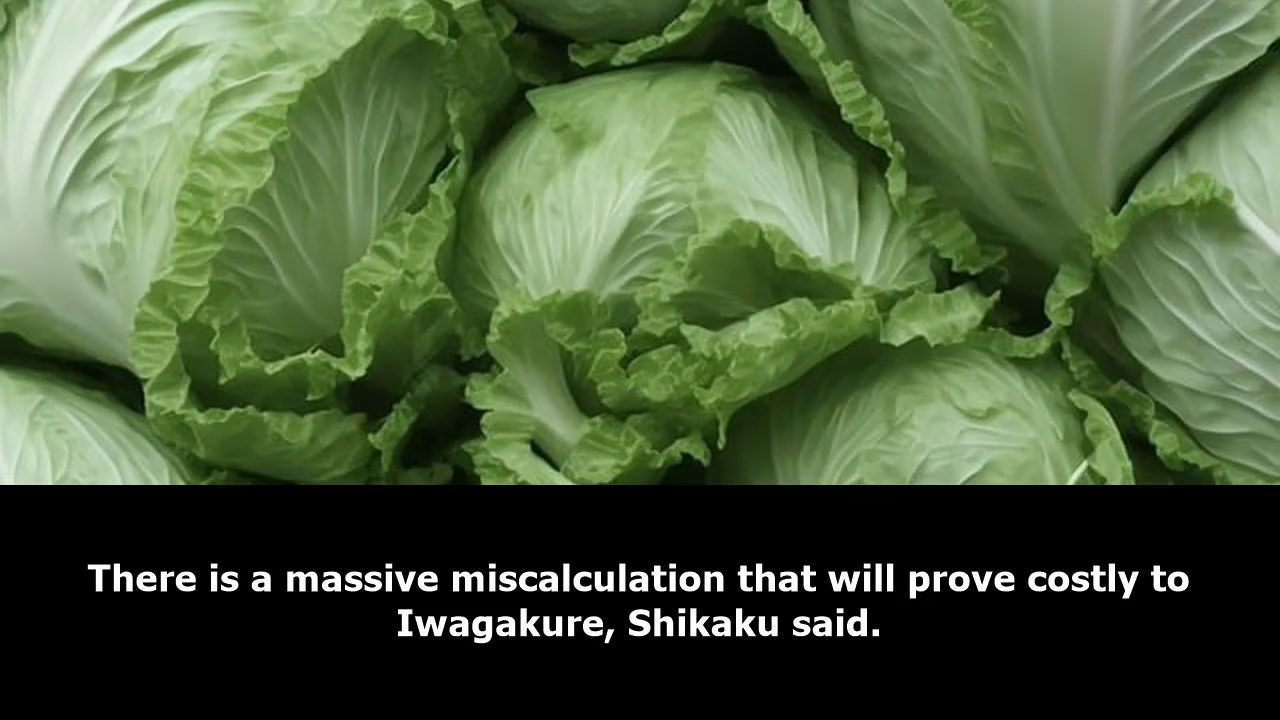 There is a massive miscalculation that will prove costly to
Iwagakure, Shikaku said.